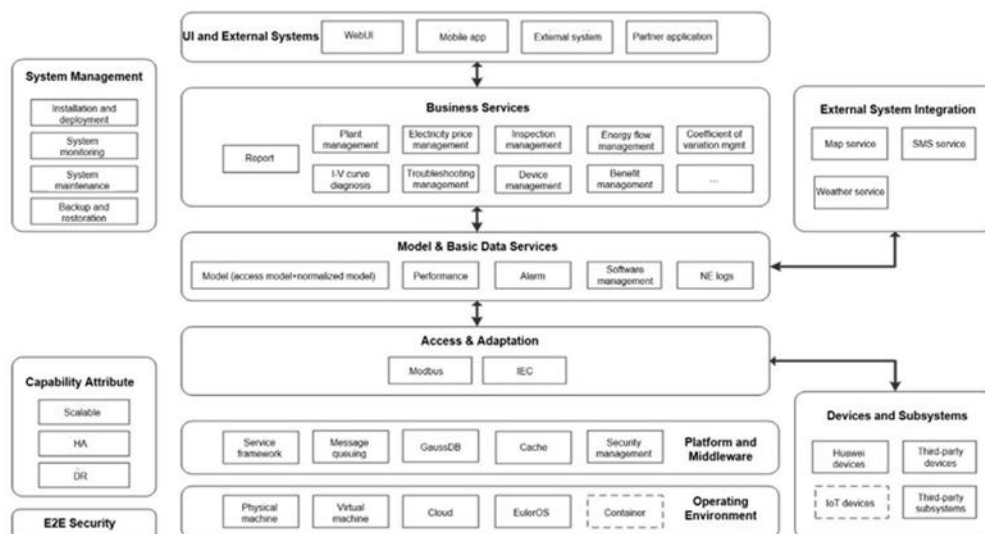 UI and External Systems
WebUI
Mobile app
External system
Partner application
System Management
Installation and
deployment
System
monitoring
System
maintenance
Backup and
restoration
Business Services
Report
Plant
management
Electricity price
management
Inspection
management
Energy flow
management
Coefficient of
variation mgmt
I-V curve
diagnosis
Troubleshooting
management
Device
management
Benefit
management
...
External System Integration
Map service
SMS service
Weather service
Model & Basic Data Services
Model (access model+normalized model)
Performance
Alarm
Software
management
NE logs
Access & Adaptation
Modbus
IEC
Capability Attribute
Scalable
HA
DR
Devices and Subsystems
Huawei
devices
Third-party
devices
IoT devices
Third-party
subsystems
Service
framework
Message
queuing
GaussDB
Cache
Security
management
Platform and
Middleware
Physical
machine
Virtual
machine
Cloud
EulerOS
Container
Operating
Environment
E2E Security